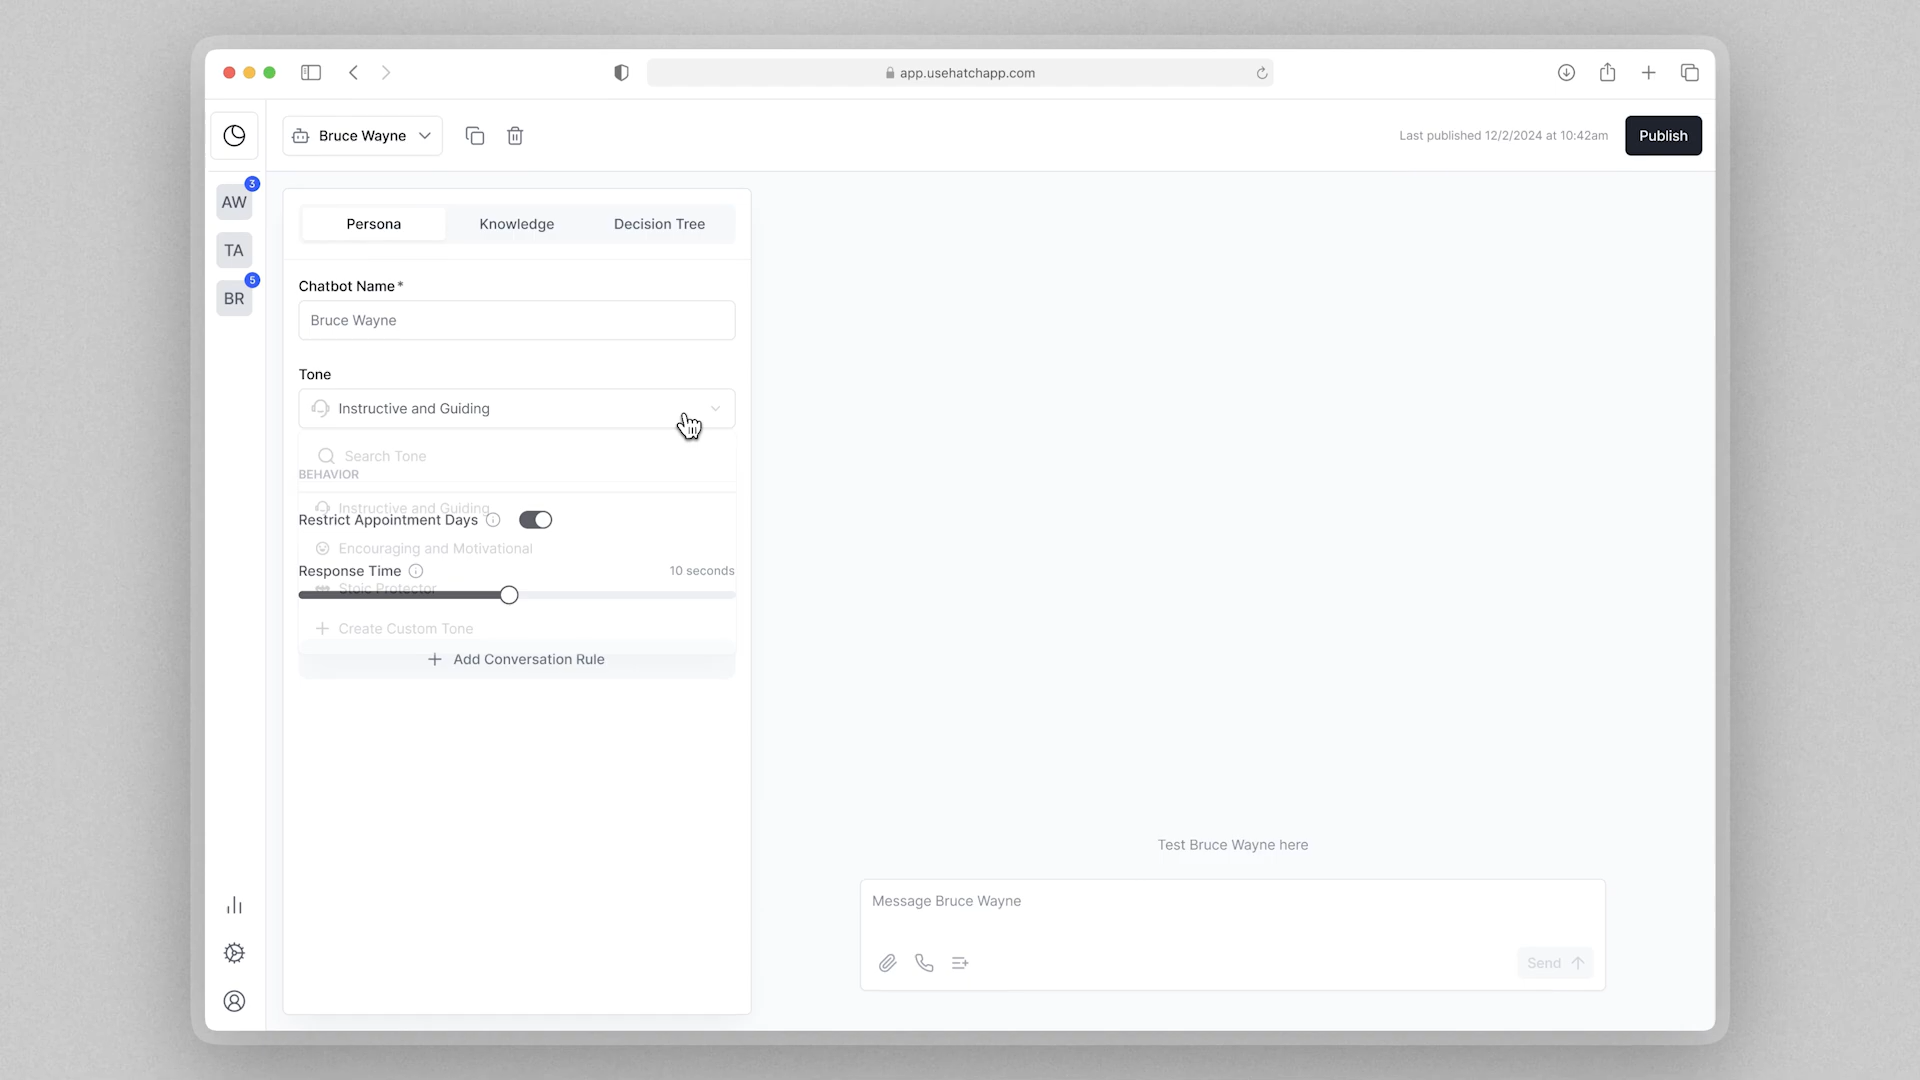 app.usehatchapp.com
Bruce Wayne
Last published 12/2/2024 at 10:42am
Publish
3
AW
TA
5
BR
Persona
Knowledge
Decision Tree
Chatbot Name*
Bruce Wayne
Tone
Instructive and Guiding
Search Tone
BEHAVIOR
Instructive and Guiding
Restrict Appointment Days
Encouraging and Motivational
Response Time
10 seconds
Stoic Protector
Create Custom Tone
Add Conversation Rule
Test Bruce Wayne here
Message Bruce Wayne
Send